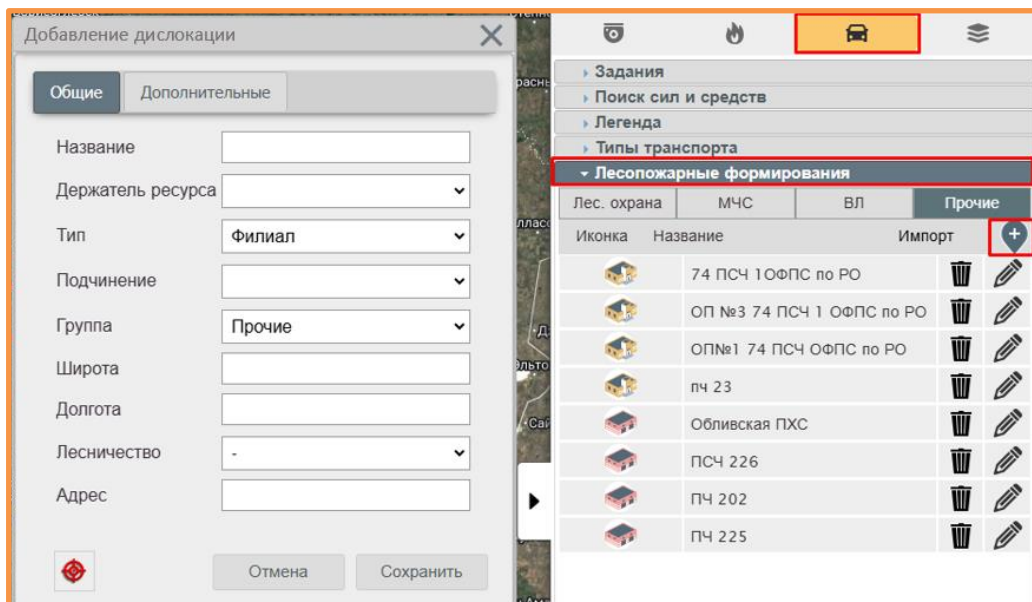 Добавление дислокации
Общие
Дополнительные
Название
Держатель ресурса
Тип
Филиал
Подчинение
Группа
Прочие
Широта
Долгота
Лесничество
-
Адрес
Отмена
Сохранить
Задания
Поиск сил и средств
Легенда
Типы транспорта
Лесопожарные формирования
Лес. охрана
МЧС
ВЛ
Прочие
Иконка
Название
Импорт
74 ПСЧ 1ОФПС по РО
ОП №3 74 ПСЧ 1 ОФПС по РО
ОП№1 74 ПСЧ ОФПС по РО
пч 23
Обливская ПХС
ПСЧ 226
ПЧ 202
ПЧ 225